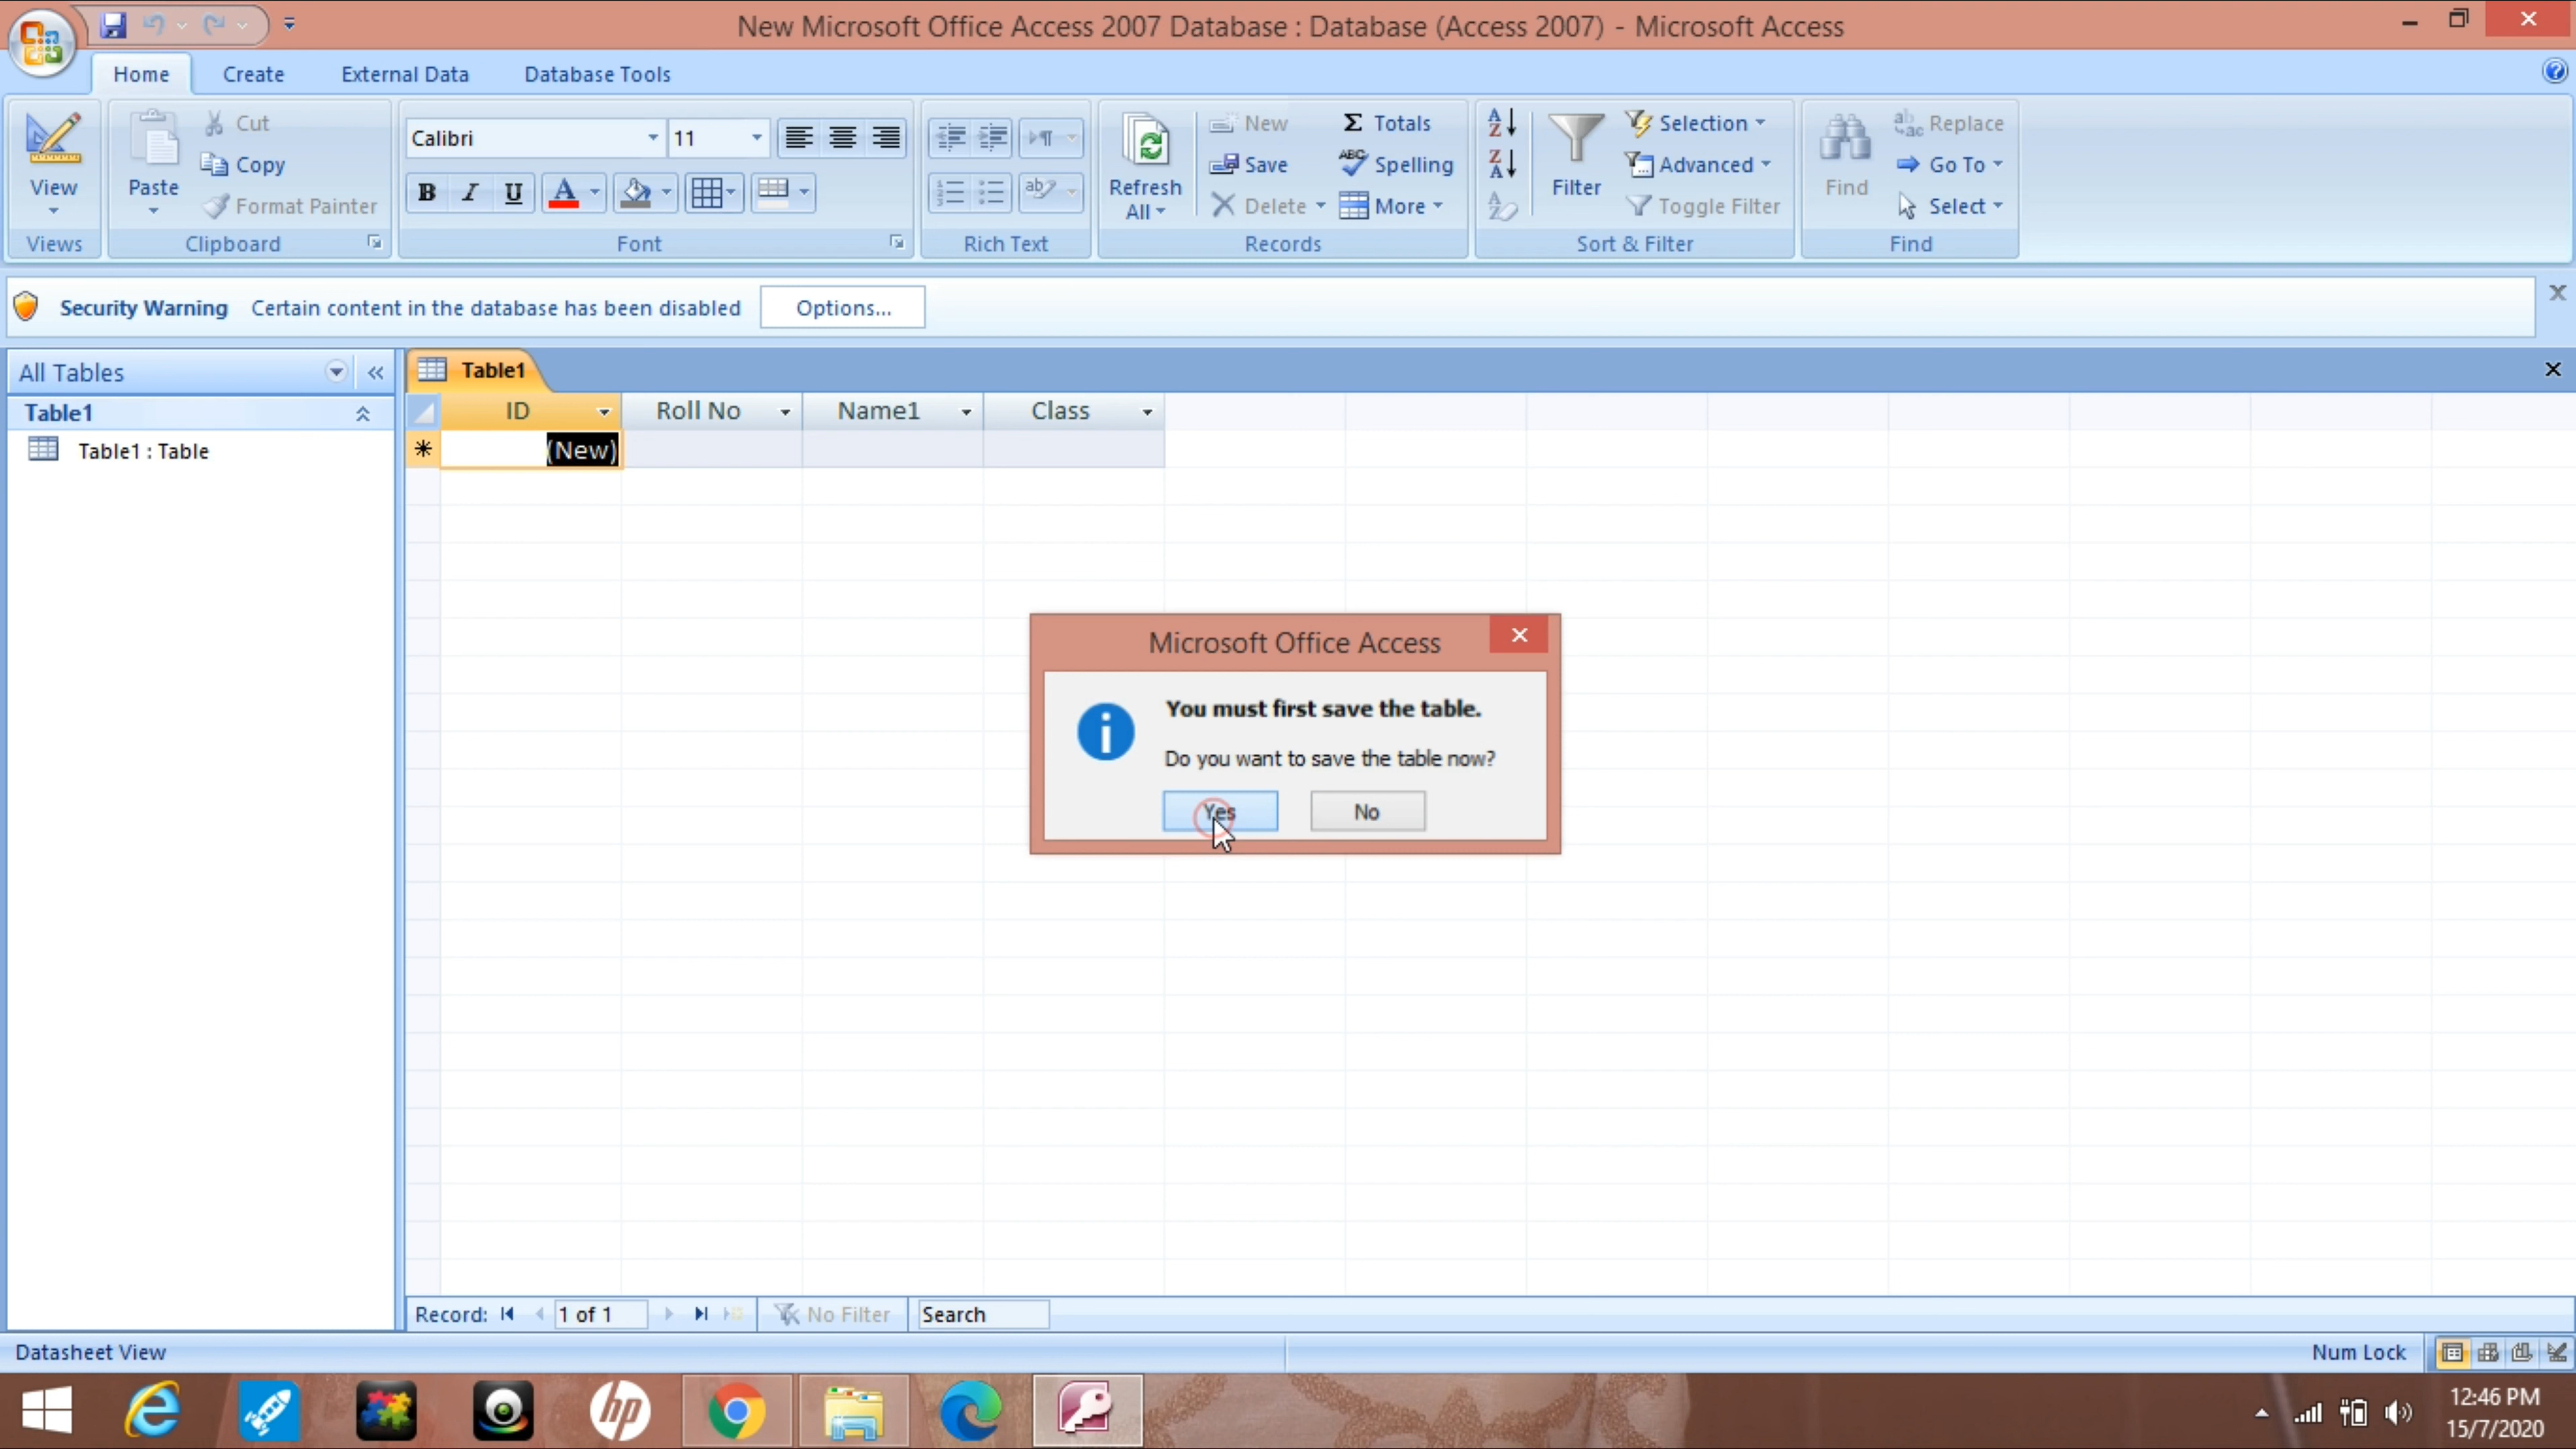 New Microsoft Office Access 2007 Database : Database (Access 2007) - Microsoft Access
Home Create External Data Database Tools
View
Views
Paste
Cut
Copy
Format Painter
Clipboard
Calibri 11
B I U A
Font
ab
Rich Text
Refresh
All
New
Save
Delete
Σ Totals
ABC Spelling
More
Records
A
Z
Z
A
Filter
Selection
Advanced
Toggle Filter
Sort & Filter
Find
ab ac Replace
Go To
Select
Find
Security Warning Certain content in the database has been disabled Options...
All Tables
Table1
Table1 : Table
Table1
ID Roll No Name1 Class
(New)
Microsoft Office Access
You must first save the table.
Do you want to save the table now?
Yes No
Record: 1 of 1 No Filter Search
Datasheet View Num Lock
hp
12:46 PM
15/7/2020